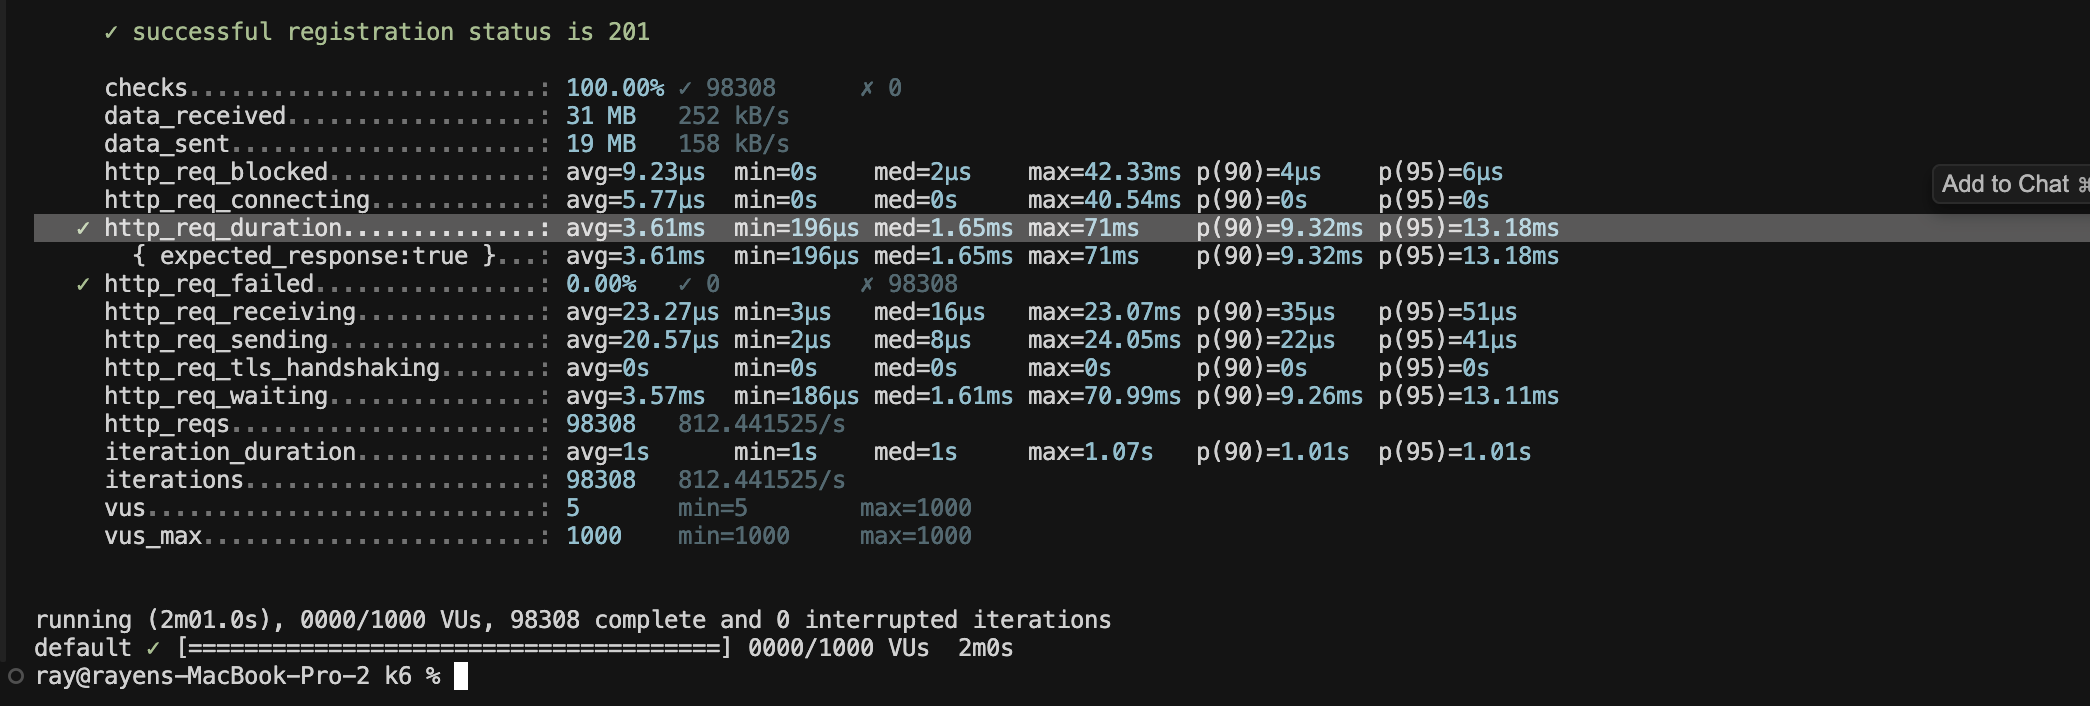 ✓ successful registration status is 201
checks.........................: 100.00% ✓ 98308      ✗ 0
data_received..................: 31 MB   252 kB/s
data_sent......................: 19 MB   158 kB/s
http_req_blocked...............: avg=9.23µs  min=0s    med=2µs    max=42.33ms p(90)=4µs    p(95)=6µs
http_req_connecting............: avg=5.77µs  min=0s    med=0s     max=40.54ms p(90)=0s     p(95)=0s
Add to Chat ⌘
✓ http_req_duration..............: avg=3.61ms  min=196µs med=1.65ms max=71ms    p(90)=9.32ms p(95)=13.18ms
{ expected_response:true }...: avg=3.61ms  min=196µs med=1.65ms max=71ms    p(90)=9.32ms p(95)=13.18ms
✓ http_req_failed................: 0.00%   ✓ 0          ✗ 98308
http_req_receiving.............: avg=23.27µs min=3µs   med=16µs   max=23.07ms p(90)=35µs   p(95)=51µs
http_req_sending...............: avg=20.57µs min=2µs   med=8µs    max=24.05ms p(90)=22µs   p(95)=41µs
http_req_tls_handshaking.......: avg=0s      min=0s    med=0s     max=0s      p(90)=0s     p(95)=0s
http_req_waiting...............: avg=3.57ms  min=186µs med=1.61ms max=70.99ms p(90)=9.26ms p(95)=13.11ms
http_reqs......................: 98308   812.441525/s
iteration_duration.............: avg=1s      min=1s    med=1s     max=1.07s   p(90)=1.01s  p(95)=1.01s
iterations.....................: 98308   812.441525/s
vus............................: 5       min=5        max=1000
vus_max........................: 1000    min=1000     max=1000
running (2m01.0s), 0000/1000 VUs, 98308 complete and 0 interrupted iterations
default ✓ [======================================] 0000/1000 VUs  2m0s
ray@rayens-MacBook-Pro-2 k6 %